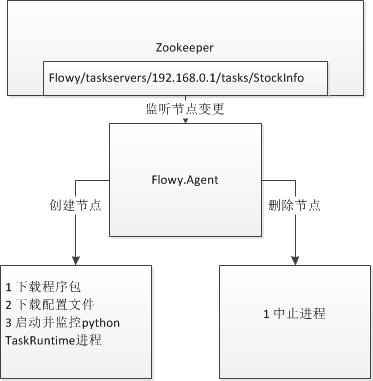 Zookeeper
Flowy/taskservers/192.168.0.1/tasks/StockInfo
监听节点变更
Flowy.Agent
创建节点
删除节点
1 下载程序包
2 下载配置文件
3 启动并监控python
TaskRuntime进程
1 中止进程